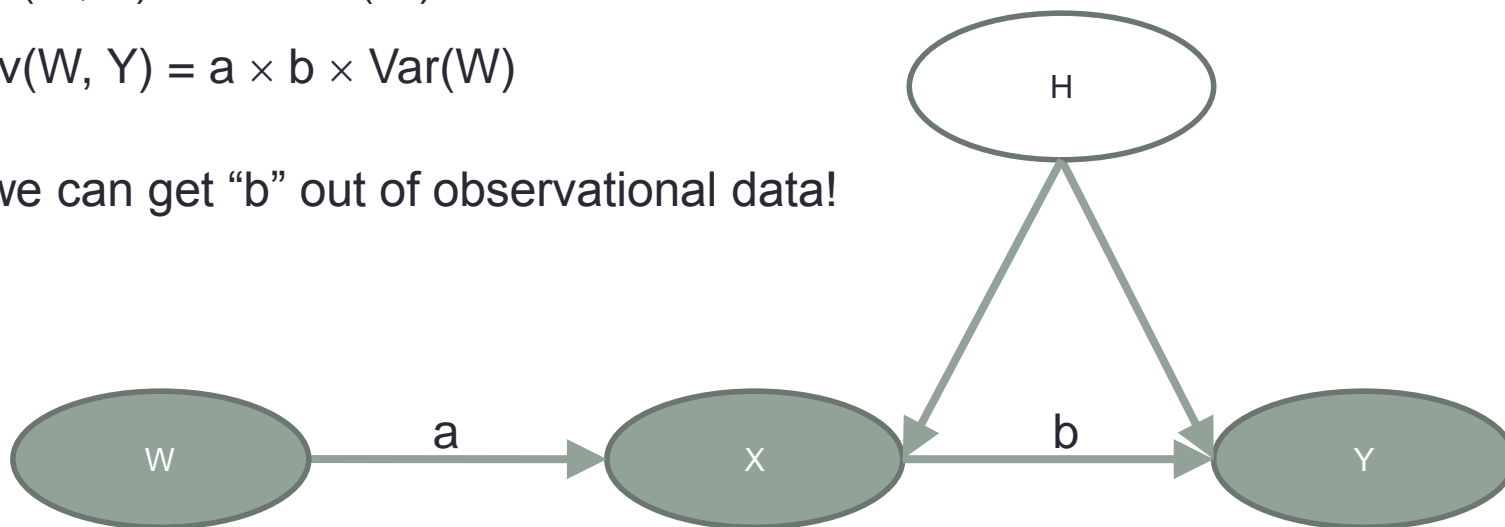 v(W, Y) = a × b × Var(W)
we can get “b” out of observational data!
H
a
b
W
X
Y